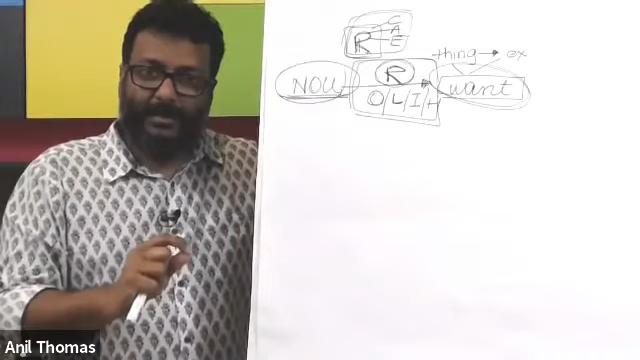 C
R A
E
thing → ex
NOW R want
O/L/I/H
Anil Thomas